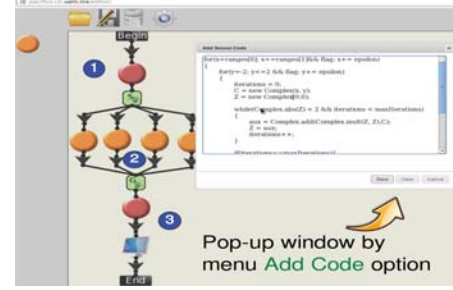 Begin
1
Add Source Code
for(x=ranges[0]; x<=ranges[1]&& flag; x+= epsilon)
{
for(y=-2; y<=2 && flag; y+= epsilon)
{
iterations = 0;
C = new Complex(x, y);
Z = new Complex(0,0);
while(Complex.abs(Z) < 2 && iterations < maxIterations)
{
aux = Complex.add(Complex.mult(Z, Z),C);
Z = aux;
iterations++;
}
2
Save
Clear
Cancel
3
Pop-up window by
menu Add Code option
End